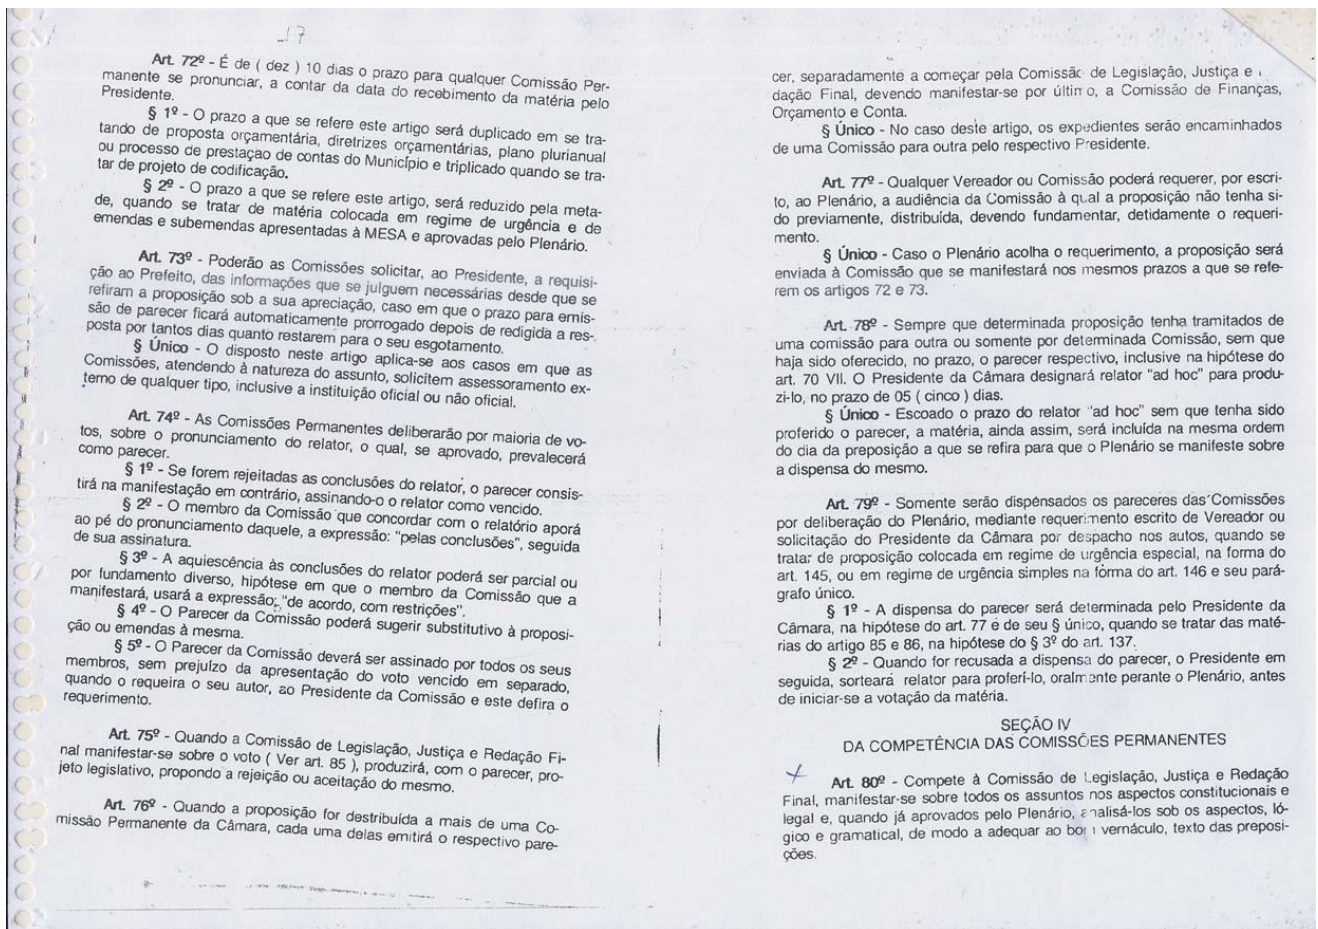 17
Art. 72º - É de ( dez ) 10 dias o prazo para qualquer Comissão Per-
manente se pronunciar, a contar da data do recebimento da matéria pelo
Presidente.
§ 1º - O prazo a que se refere este artigo será duplicado em se tra-
tando de proposta orçamentária, diretrizes orçamentárias, plano plurianual
ou processo de prestaçao de contas do Município e triplicado quando se tra-
tar de projeto de codificação.
§ 2º - O prazo a que se refere este artigo, será reduzido pela meta-
de, quando se tratar de matéria colocada em regime de urgência e de
emendas e subemendas apresentadas à MESA e aprovadas pelo Plenário.
Art. 73º - Poderão as Comissões solicitar, ao Presidente, a requisi-
ção ao Prefeito, das informações que se julguem necessárias desde que se
refiram a proposição sob a sua apreciação, caso em que o prazo para emis-
são de parecer ficará automaticamente prorrogado depois de redigida a res-
posta por tantos dias quanto restarem para o seu esgotamento.
§ Único - O disposto neste artigo aplica-se aos casos em que as
Comissões, atendendo à natureza do assunto, solicitem assessoramento ex-
terno de qualquer tipo, inclusive a instituição oficial ou não oficial.
Art. 74º - As Comissões Permanentes deliberarão por maioria de vo-
tos, sobre o pronunciamento do relator, o qual, se aprovado, prevalecerá
como parecer.
§ 1º - Se forem rejeitadas as conclusões do relator, o parecer consis-
tirá na manifestação em contrário, assinando-o o relator como vencido.
§ 2º - O membro da Comissão que concordar com o relatório aporá
ao pé do pronunciamento daquele, a expressão: "pelas conclusões", seguida
de sua assinatura.
§ 3º - A aquiescência às conclusões do relator poderá ser parcial ou
por fundamento diverso, hipótese em que o membro da Comissão que a
manifestará, usará a expressão: "de acordo, com restrições".
§ 4º - O Parecer da Comissão poderá sugerir substitutivo à proposi-
ção ou emendas à mesma.
§ 5º - O Parecer da Comissão deverá ser assinado por todos os seus
membros, sem prejuízo da apresentação do voto vencido em separado,
quando o requeira o seu autor, ao Presidente da Comissão e este defira o
requerimento.
Art. 75º - Quando a Comissão de Legislação, Justiça e Redação Fi-
nal manifestar-se sobre o voto ( Ver art. 85 ), produzirá, com o parecer, pro-
jeto legislativo, propondo a rejeição ou aceitação do mesmo.
Art. 76º - Quando a proposição for destribuída a mais de uma Co-
missão Permanente da Câmara, cada uma delas emitirá o respectivo pare-
cer, separadamente a começar pela Comissão de Legislação, Justiça e
dação Final, devendo manifestar-se por último, a Comissão de Finanças,
Orçamento e Conta.
§ Único - No caso deste artigo, os expedientes serão encaminhados
de uma Comissão para outra pelo respectivo Presidente.
Art. 77º - Qualquer Vereador ou Comissão poderá requerer, por escri-
to, ao Plenário, a audiência da Comissão à qual a proposição não tenha si-
do previamente, distribuída, devendo fundamentar, detidamente o requeri-
mento.
§ Único - Caso o Plenário acolha o requerimento, a proposição será
enviada à Comissão que se manifestará nos mesmos prazos a que se refe-
rem os artigos 72 e 73.
Art. 78º - Sempre que determinada proposição tenha tramitados de
uma comissão para outra ou somente por determinada Comissão, sem que
haja sido oferecido, no prazo, o parecer respectivo, inclusive na hipótese do
art. 70 VII. O Presidente da Câmara designará relator "ad hoc" para produ-
zi-lo, no prazo de 05 ( cinco ) dias.
§ Único - Escoado o prazo do relator "ad hoc" sem que tenha sido
proferido o parecer, a matéria, ainda assim, será incluída na mesma ordem
do dia da preposição a que se refira para que o Plenário se manifeste sobre
a dispensa do mesmo.
Art. 79º - Somente serão dispensados os pareceres das Comissões
por deliberação do Plenário, mediante requerimento escrito de Vereador ou
solicitação do Presidente da Câmara por despacho nos autos, quando se
tratar de proposição colocada em regime de urgência especial, na forma do
art. 145, ou em regime de urgência simples na fórma do art. 146 e seu pará-
grafo único.
§ 1º - A dispensa do parecer será determinada pelo Presidente da
Câmara, na hipótese do art. 77 e de seu § único, quando se tratar das maté-
rias do artigo 85 e 86, na hipótese do § 3º do art. 137.
§ 2º - Quando for recusada a dispensa do parecer, o Presidente em
seguida, sorteará relator para proferí-lo, oralmente perante o Plenário, antes
de iniciar-se a votação da matéria.
SEÇÃO IV
DA COMPETÊNCIA DAS COMISSÕES PERMANENTES
Art. 80º - Compete à Comissão de Legislação, Justiça e Redação
Final, manifestar-se sobre todos os assuntos nos aspectos constitucionais e
legal e, quando já aprovados pelo Plenário, analisá-los sob os aspectos, ló-
gico e gramatical, de modo a adequar ao bom vernáculo, texto das preposi-
ções.